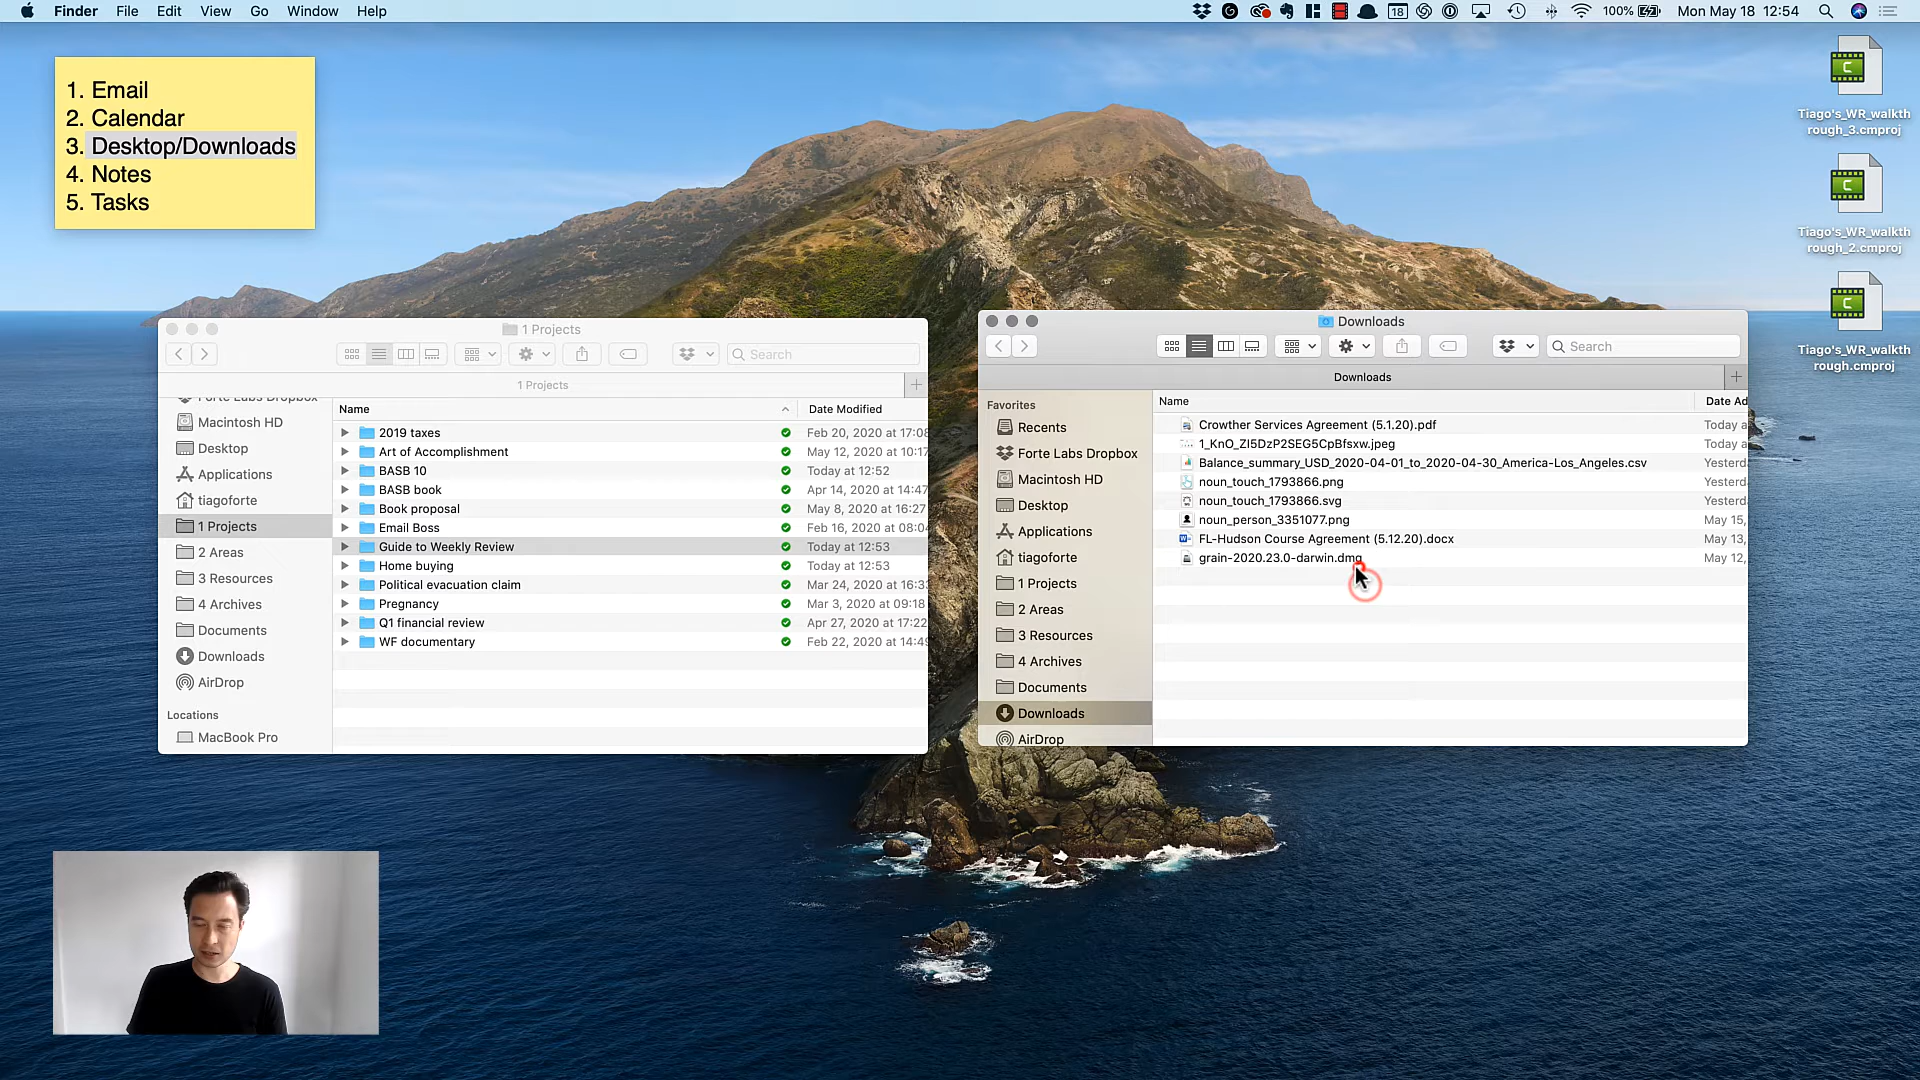 Finder File Edit View Go Window Help
18 100% Mon May 18 12:54
1. Email
2. Calendar
3. Desktop/Downloads
4. Notes
5. Tasks
Tiago's_WR_walkth
rough_3.cmproj
Tiago's_WR_walkth
rough_2.cmproj
Tiago's_WR_walkth
rough.cmproj
1 Projects
Search
1 Projects
Forte Labs Dropbox
Macintosh HD
Desktop
Applications
tiagoforte
1 Projects
2 Areas
3 Resources
4 Archives
Documents
Downloads
AirDrop
Locations
MacBook Pro
Name Date Modified
2019 taxes Feb 20, 2020 at 17:08
Art of Accomplishment May 12, 2020 at 10:17
BASB 10 Today at 12:52
BASB book Apr 14, 2020 at 14:47
Book proposal May 8, 2020 at 16:27
Email Boss Feb 16, 2020 at 08:04
Guide to Weekly Review Today at 12:53
Home buying Today at 12:53
Political evacuation claim Mar 24, 2020 at 16:33
Pregnancy Mar 3, 2020 at 09:18
Q1 financial review Apr 27, 2020 at 17:22
WF documentary Feb 22, 2020 at 14:49
Downloads
Search
Downloads
Favorites
Recents
Forte Labs Dropbox
Macintosh HD
Desktop
Applications
tiagoforte
1 Projects
2 Areas
3 Resources
4 Archives
Documents
Downloads
AirDrop
Name Date Ad
Crowther Services Agreement (5.1.20).pdf Today a
1_KnO_ZI5DzP2SEG5CpBfsxw.jpeg Today a
Balance_summary_USD_2020-04-01_to_2020-04-30_America-Los_Angeles.csv Yesterd
noun_touch_1793866.png Yesterd
noun_touch_1793866.svg Yesterd
noun_person_3351077.png May 15,
FL-Hudson Course Agreement (5.12.20).docx May 13,
grain-2020.23.0-darwin.dmg May 12,